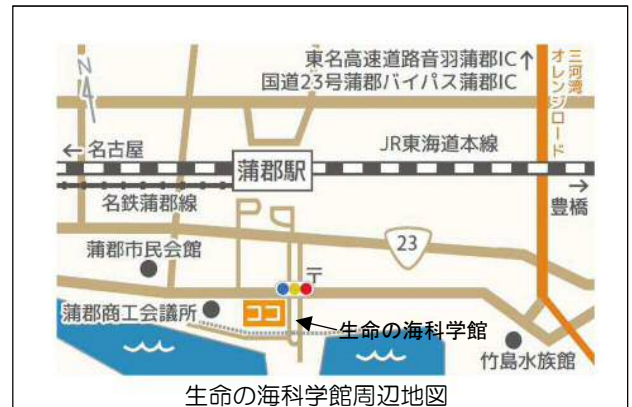 N
東名高速道路音羽蒲郡IC↑
国道23号蒲郡バイパス蒲郡IC
三河湾
オレンジロード
←名古屋
JR東海道本線
蒲郡駅
→
豊橋
名鉄蒲郡線
23
蒲郡市民会館
〒
蒲郡商工会議所
ココ
生命の海科学館
竹島水族館
生命の海科学館周辺地図